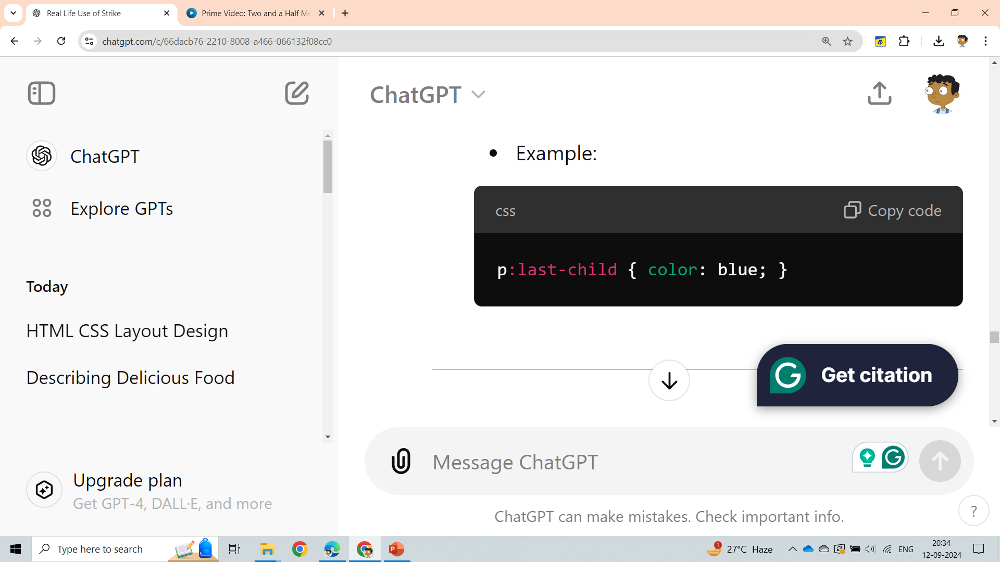 Real Life Use of Strike
Prime Video: Two and a Half Me
chatgpt.com/c/66dacb76-2210-8008-a466-066132f08cc0
ChatGPT
ChatGPT
Explore GPTs
Today
HTML CSS Layout Design
Describing Delicious Food
Upgrade plan
Get GPT-4, DALL·E, and more
• Example:
css
Copy code
p:last-child { color: blue; }
Get citation
Message ChatGPT
ChatGPT can make mistakes. Check important info.
?
Type here to search
1
27°C Haze
ENG
20:34
12-09-2024